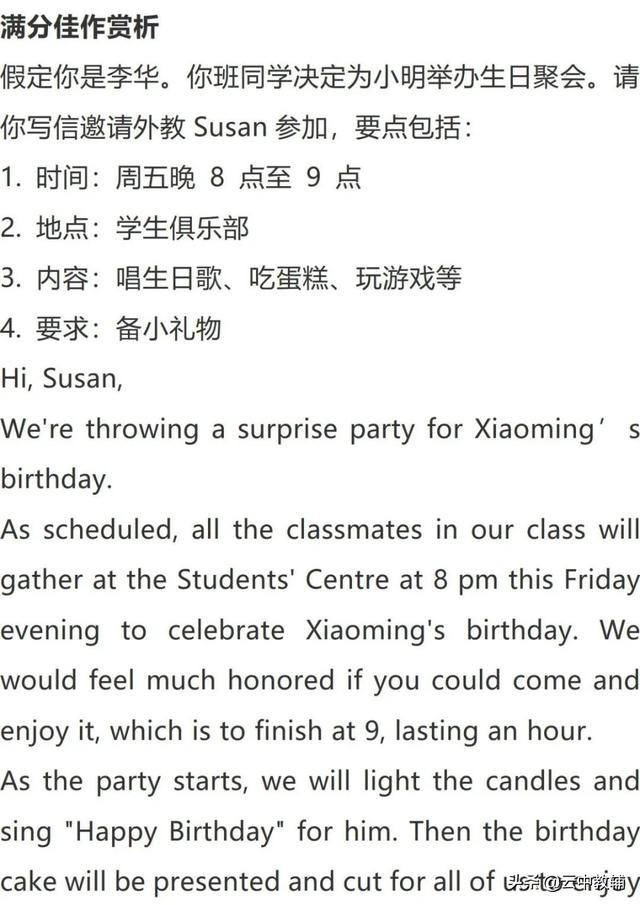 满分佳作赏析
假定你是李华。你班同学决定为小明举办生日聚会。请
你写信邀请外教 Susan 参加，要点包括：
1. 时间：周五晚 8 点至 9 点
2. 地点：学生俱乐部
3. 内容：唱生日歌、吃蛋糕、玩游戏等
4. 要求：备小礼物
Hi, Susan,
We're throwing a surprise party for Xiaoming’s
birthday.
As scheduled, all the classmates in our class will
gather at the Students' Centre at 8 pm this Friday
evening to celebrate Xiaoming's birthday. We
would feel much honored if you could come and
enjoy it, which is to finish at 9, lasting an hour.
As the party starts, we will light the candles and
sing "Happy Birthday" for him. Then the birthday
cake will be presented and cut for all of us to enjoy
头条@云中教辅